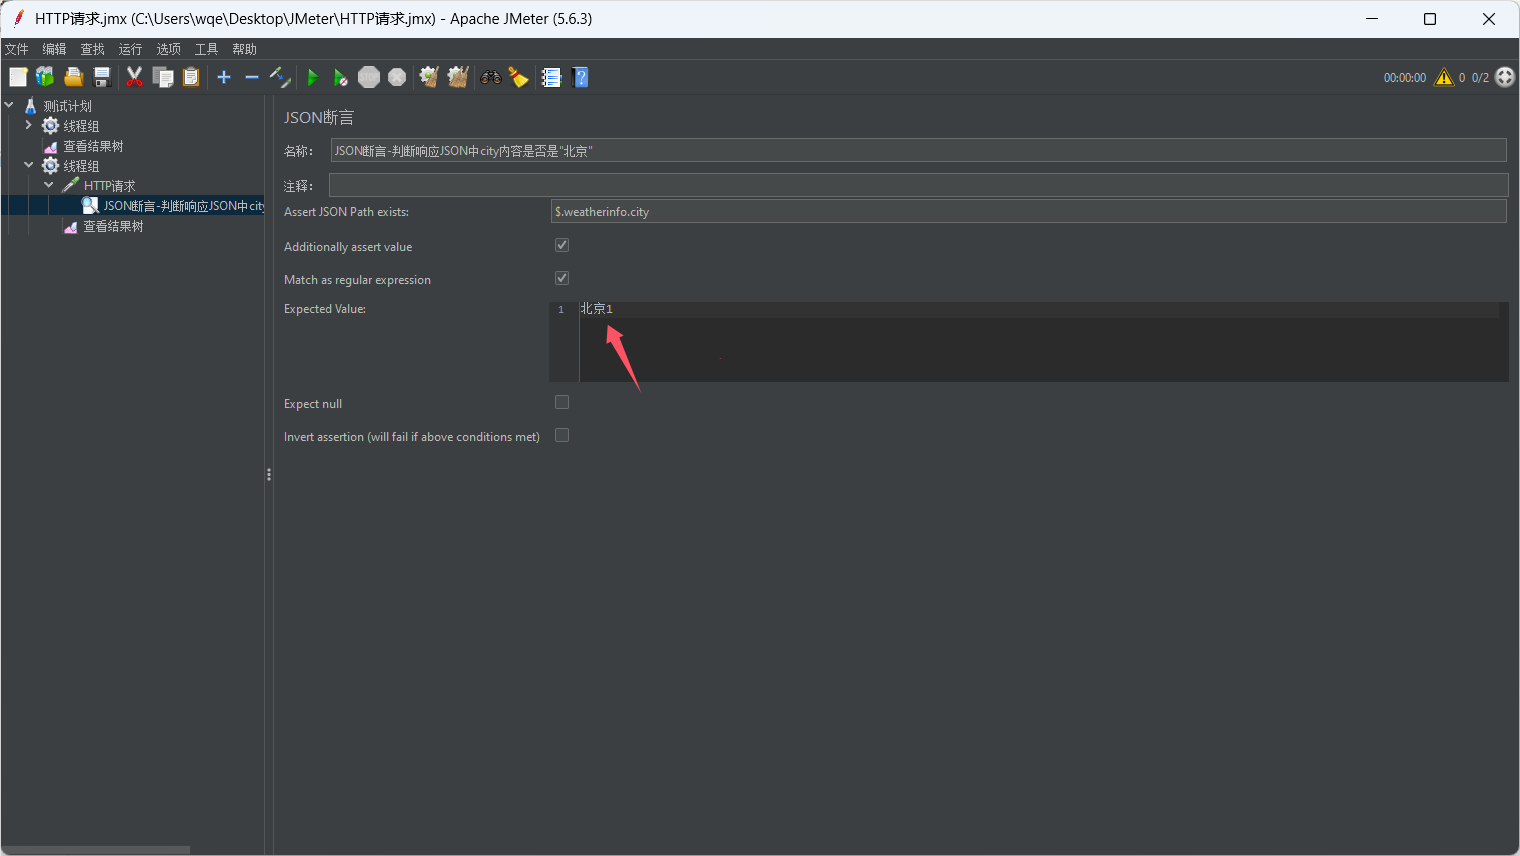 HTTP请求.jmx (C:\Users\wqe\Desktop\JMeter\HTTP请求.jmx) - Apache JMeter (5.6.3)
文件 编辑 查找 运行 选项 工具 帮助
STOP
00:00:00 0 0/2
测试计划
线程组
查看结果树
线程组
HTTP请求
JSON断言-判断响应JSON中city
查看结果树
JSON断言
名称： JSON断言-判断响应JSON中city内容是否是"北京"
注释：
Assert JSON Path exists: $.weatherinfo.city
Additionally assert value
Match as regular expression
Expected Value: 1 北京1
Expect null
Invert assertion (will fail if above conditions met)